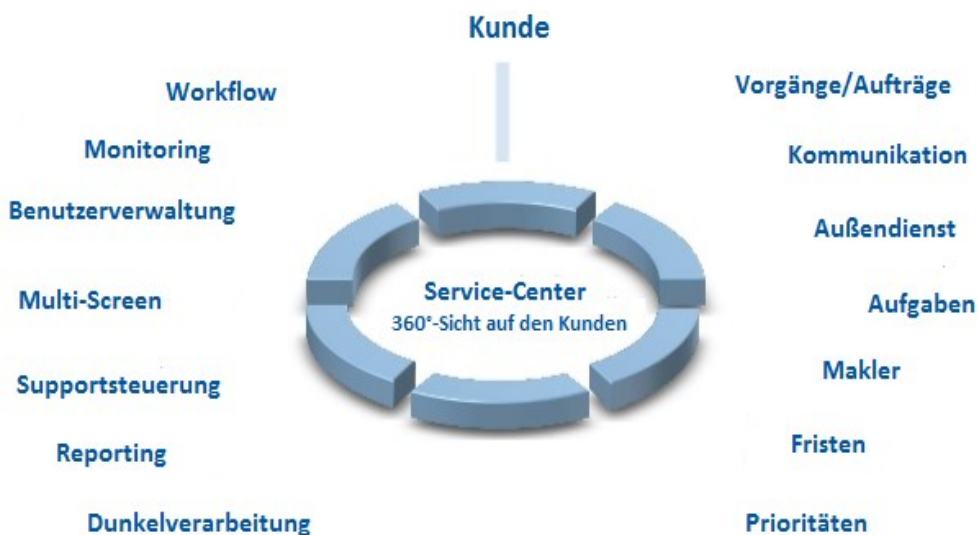 Kunde
Workflow
Monitoring
Benutzerverwaltung
Multi-Screen
Supportsteuerung
Reporting
Dunkelverarbeitung
Service-Center
360°-Sicht auf den Kunden
Vorgänge/Aufträge
Kommunikation
Außendienst
Aufgaben
Makler
Fristen
Prioritäten